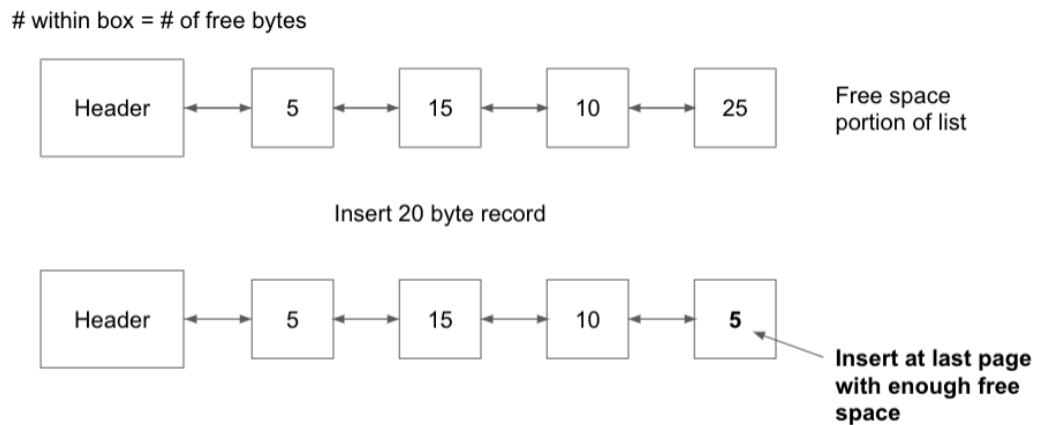 # within box = # of free bytes
Header
5
15
10
25
Free space
portion of list
Insert 20 byte record
Header
5
15
10
5
Insert at last page
with enough free
space